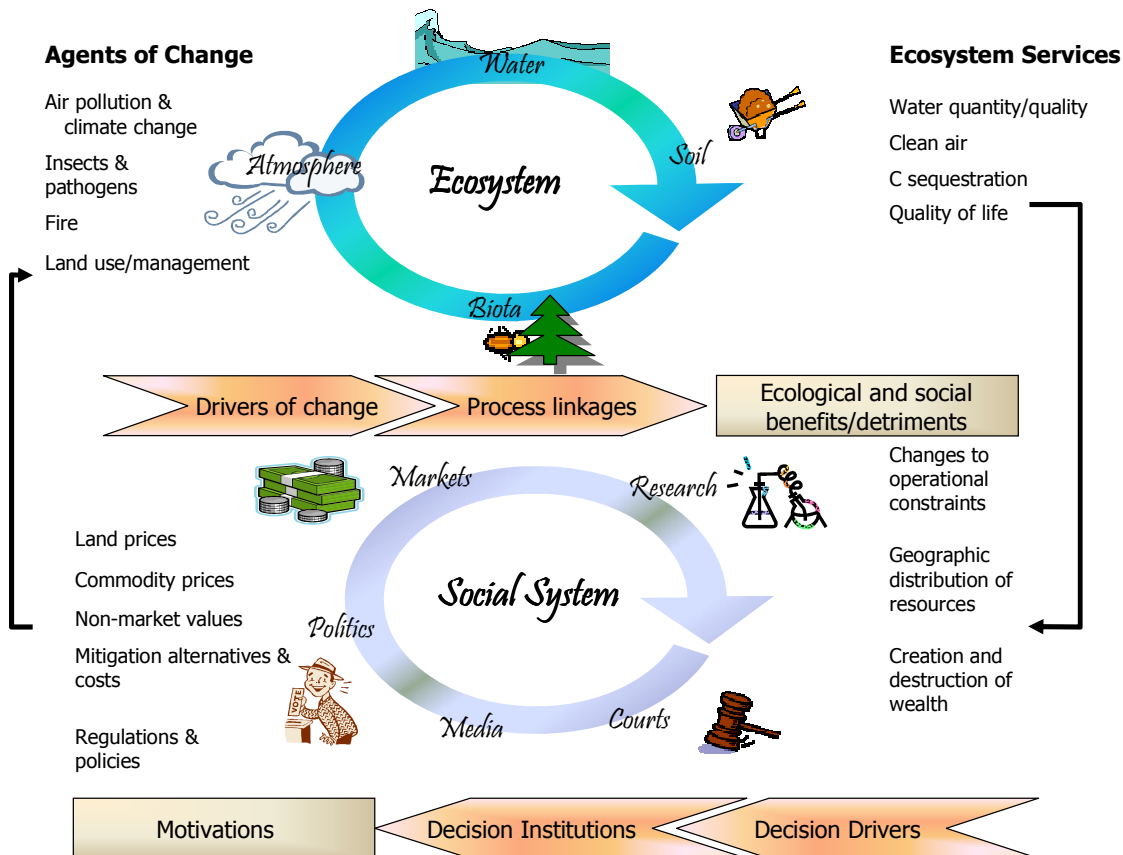 Agents of Change
Air pollution &
climate change
Insects &
pathogens
Fire
Land use/management
Water
Soil
Atmosphere
Ecosystem
Biota
Ecosystem Services
Water quantity/quality
Clean air
C sequestration
Quality of life
Drivers of change
Process linkages
Ecological and social
benefits/detriments
Land prices
Commodity prices
Non-market values
Mitigation alternatives &
costs
Regulations &
policies
Markets
Research
Social System
Politics
VOTE
Media
Courts
Changes to
operational
constraints
Geographic
distribution of
resources
Creation and
destruction of
wealth
Motivations
Decision Institutions
Decision Drivers